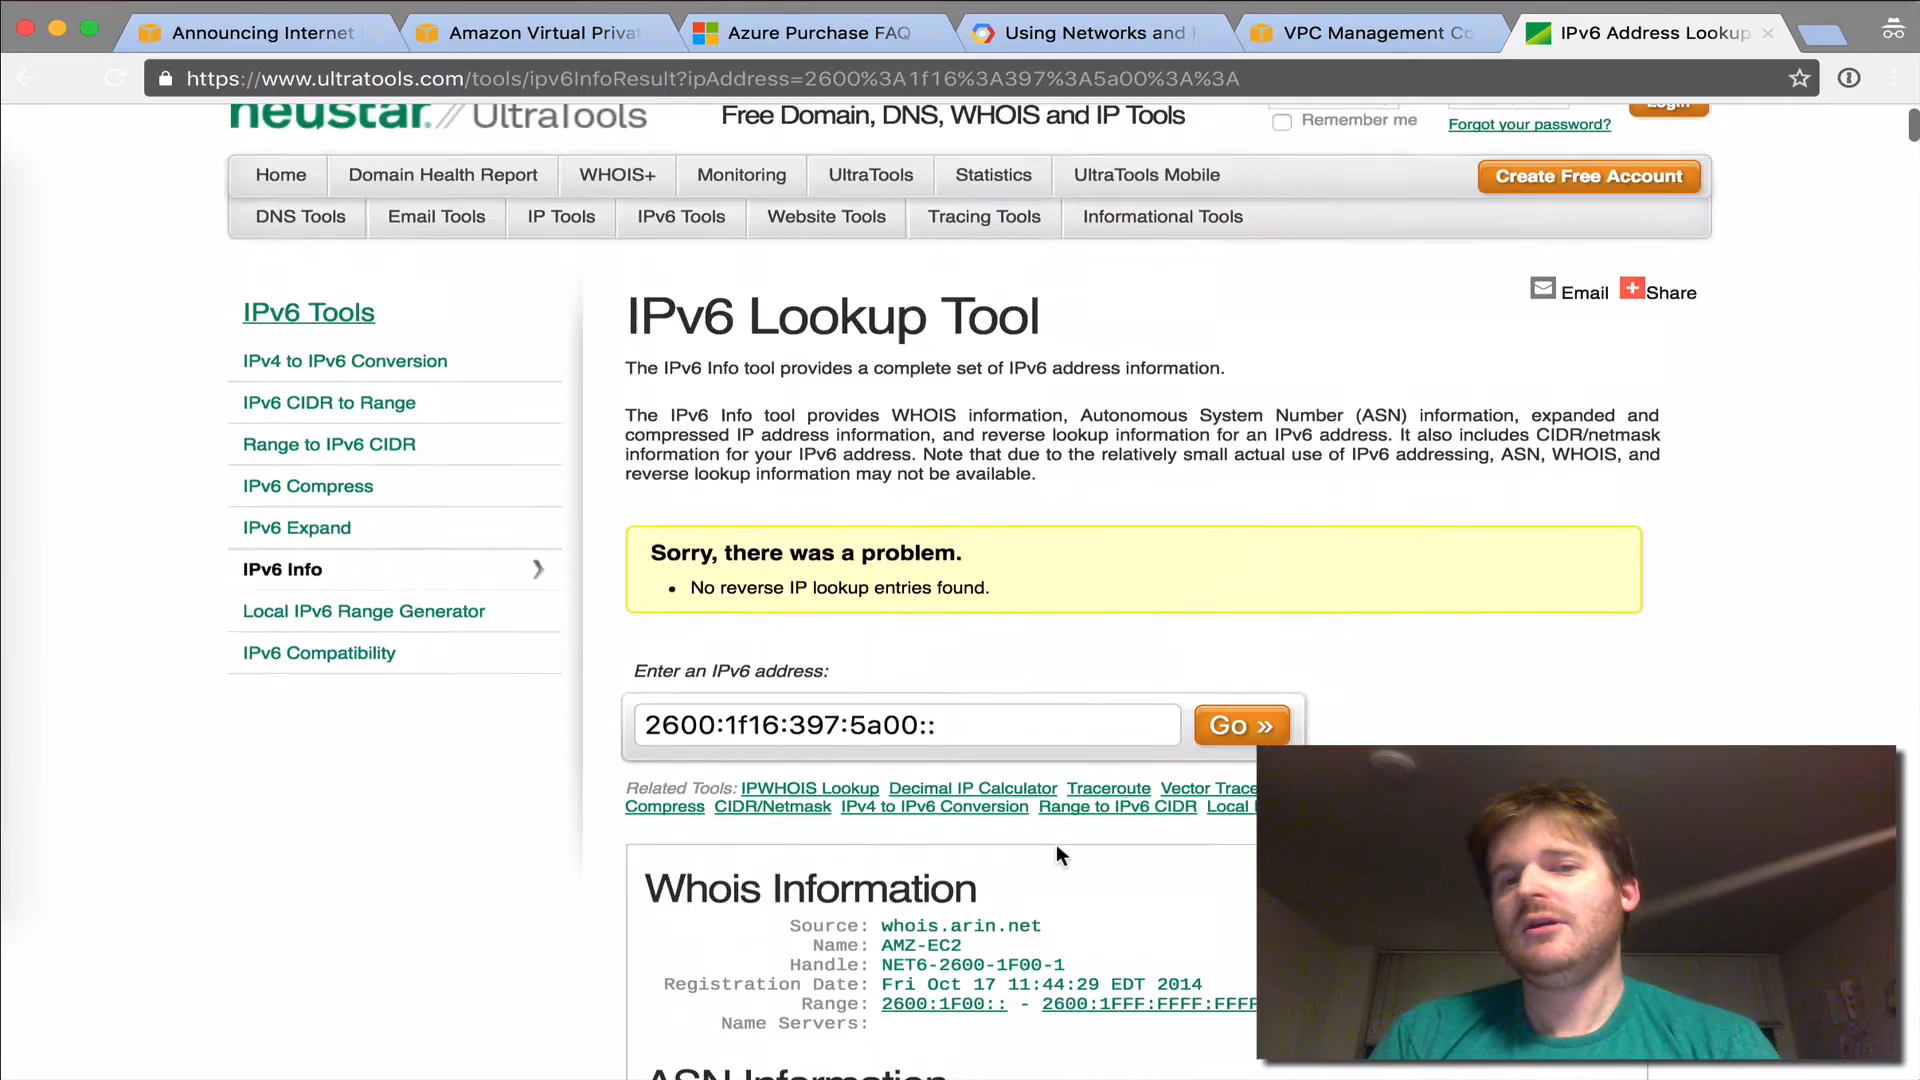 Announcing Internet
Amazon Virtual Priva
Azure Purchase FAQ
Using Networks and F
VPC Management Co
IPv6 Address Lookup
https://www.ultratools.com/tools/ipv6InfoResult?ipAddress=2600%3A1f16%3A397%3A5a00%3A%3A
neustar. // UltraTools
Free Domain, DNS, WHOIS and IP Tools
Remember me
Forgot your password?
Login
Home
Domain Health Report
WHOIS+
Monitoring
UltraTools
Statistics
UltraTools Mobile
Create Free Account
DNS Tools
Email Tools
IP Tools
IPv6 Tools
Website Tools
Tracing Tools
Informational Tools
IPv6 Tools
IPv4 to IPv6 Conversion
IPv6 CIDR to Range
Range to IPv6 CIDR
IPv6 Compress
IPv6 Expand
IPv6 Info
Local IPv6 Range Generator
IPv6 Compatibility
Email
Share
IPv6 Lookup Tool
The IPv6 Info tool provides a complete set of IPv6 address information.
The IPv6 Info tool provides WHOIS information, Autonomous System Number (ASN) information, expanded and
compressed IP address information, and reverse lookup information for an IPv6 address. It also includes CIDR/netmask
information for your IPv6 address. Note that due to the relatively small actual use of IPv6 addressing, ASN, WHOIS, and
reverse lookup information may not be available.
Sorry, there was a problem.
• No reverse IP lookup entries found.
Enter an IPv6 address:
2600:1f16:397:5a00::
Go »
Related Tools: IPWHOIS Lookup Decimal IP Calculator Traceroute Vector Trace
Compress CIDR/Netmask IPv4 to IPv6 Conversion Range to IPv6 CIDR Local
Whois Information
Source: whois.arin.net
Name: AMZ-EC2
Handle: NET6-2600-1F00-1
Registration Date: Fri Oct 17 11:44:29 EDT 2014
Range: 2600:1F00:: - 2600:1FFF:FFFF:FFFF
Name Servers:
ASN Information